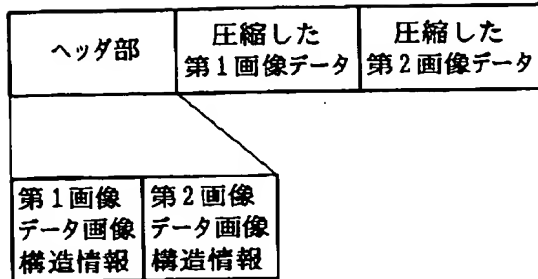 ヘッダ部
圧縮した
第1画像データ
圧縮した
第2画像データ
第1画像
データ画像
構造情報
第2画像
データ画像
構造情報